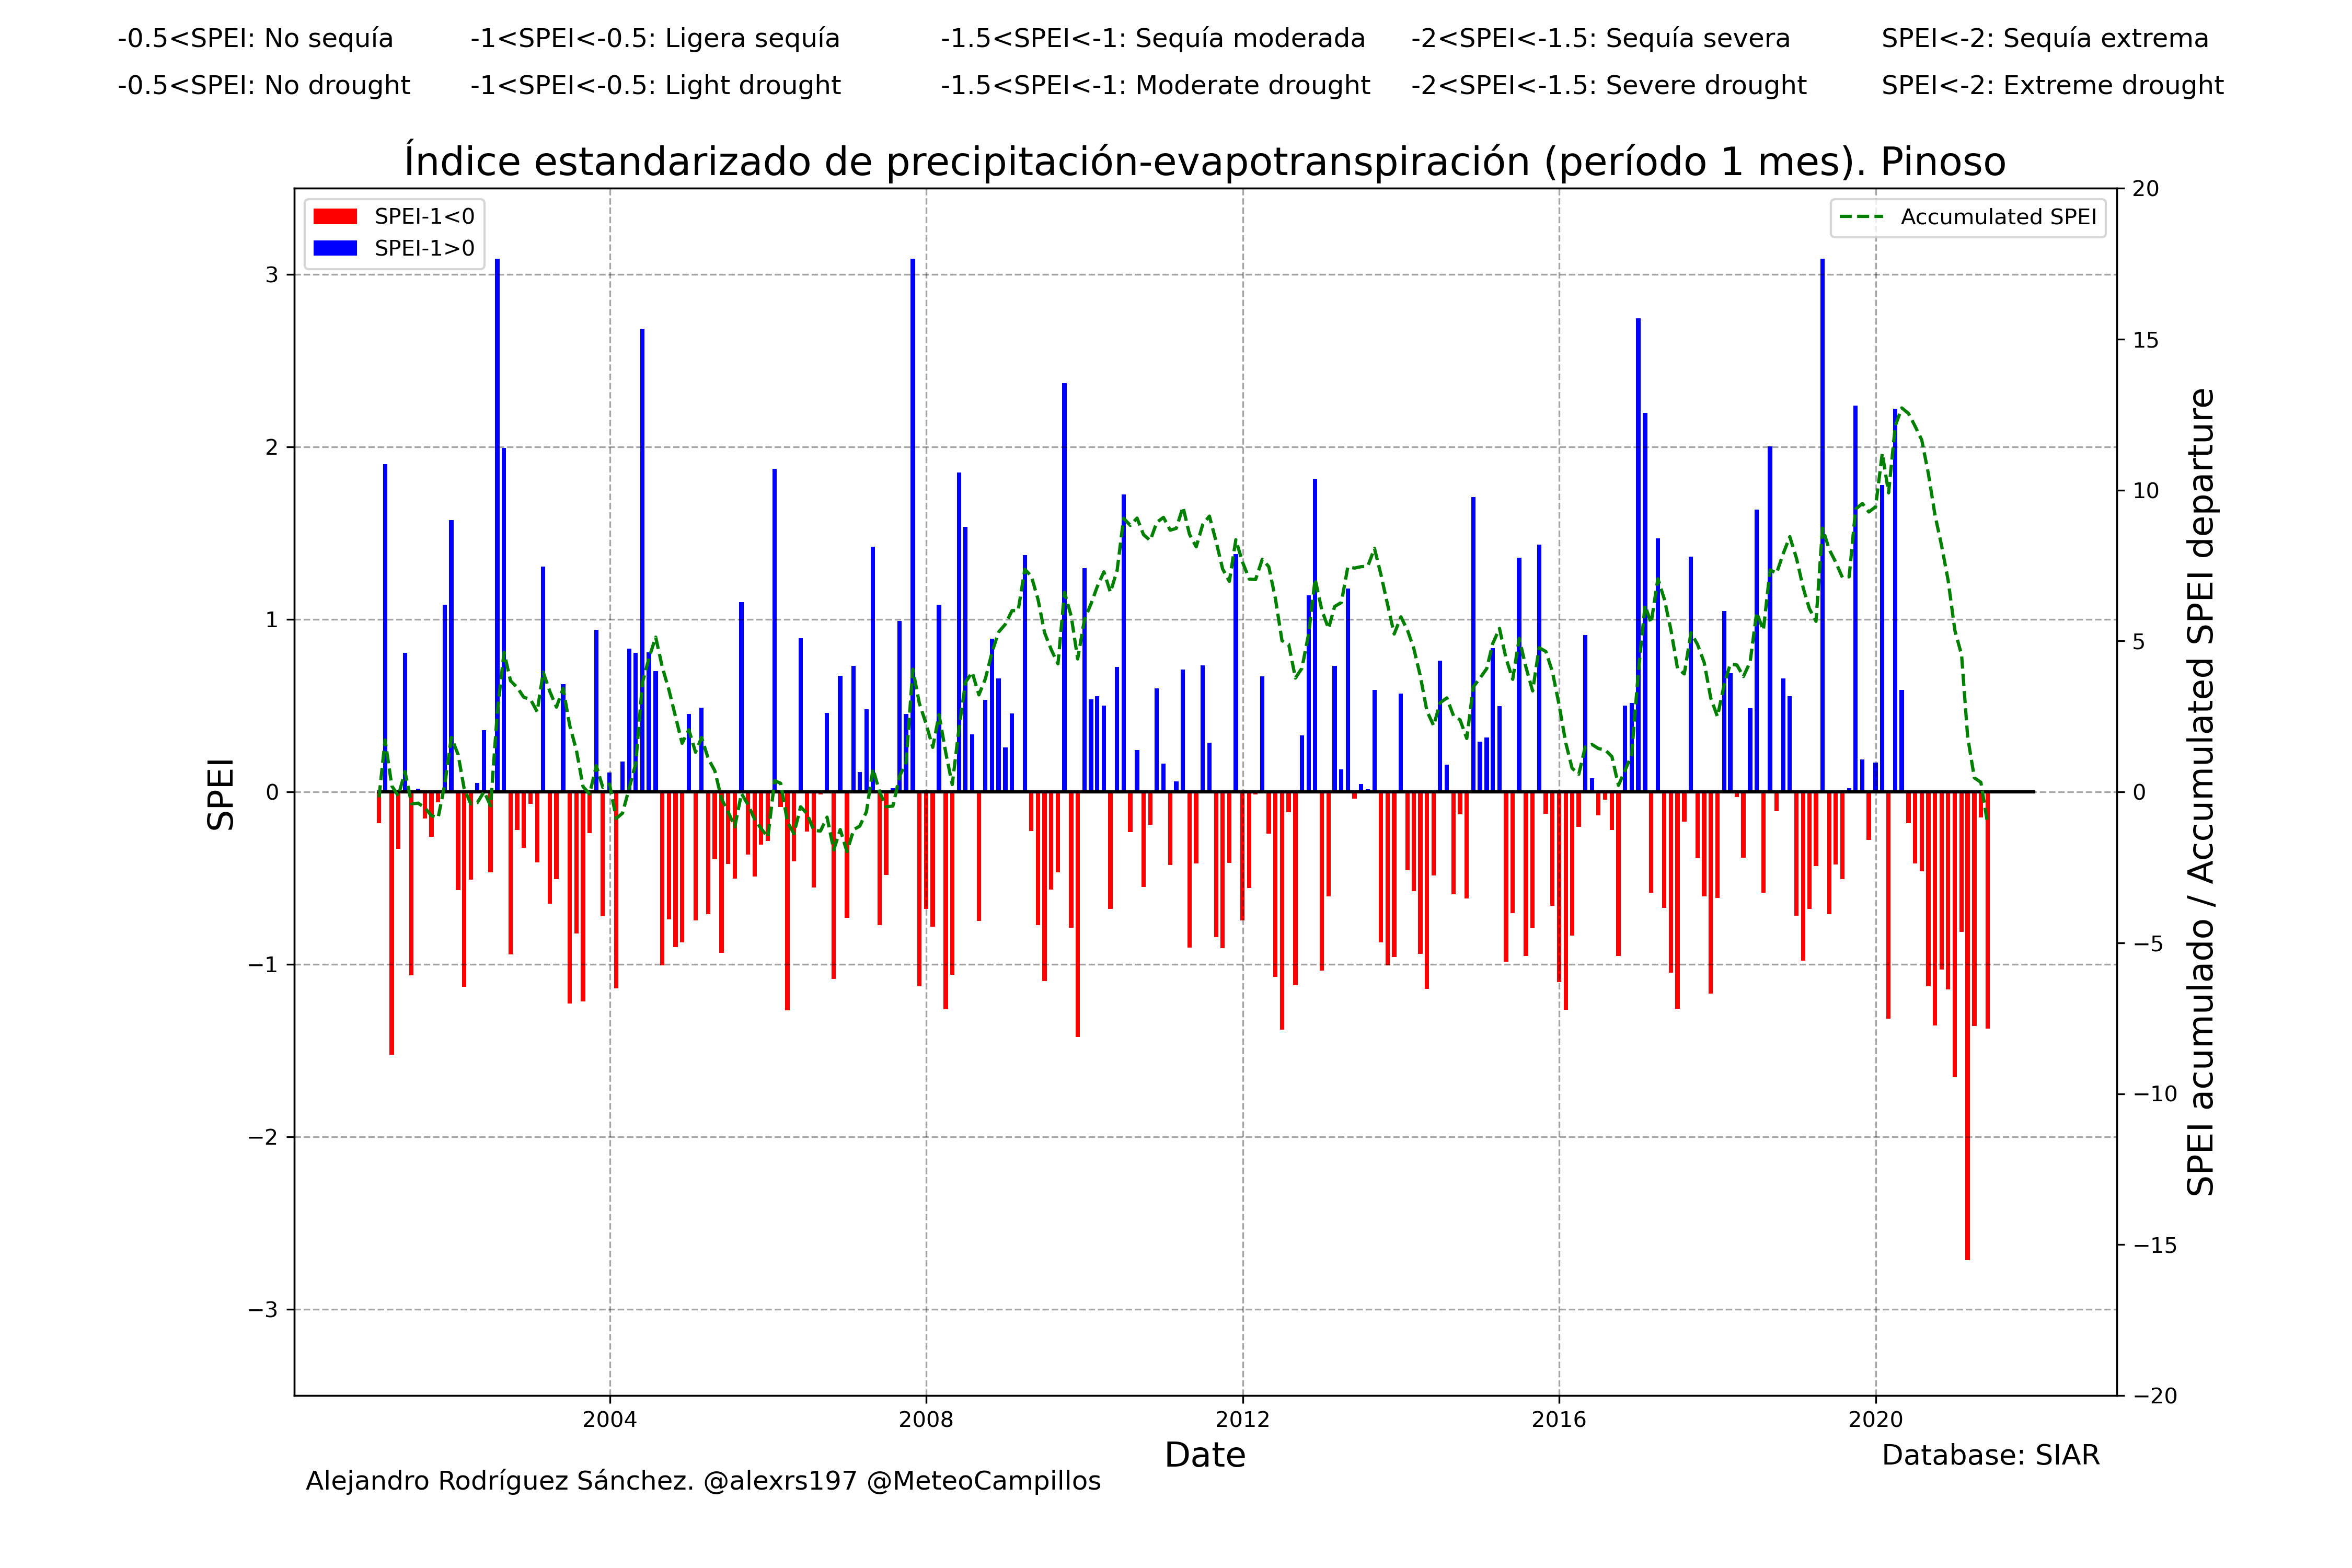 -0.5<SPEI: No sequía -1<SPEI<-0.5: Ligera sequía -1.5<SPEI<-1: Sequía moderada -2<SPEI<-1.5: Sequía severa SPEI<-2: Sequía extrema
-0.5<SPEI: No drought -1<SPEI<-0.5: Light drought -1.5<SPEI<-1: Moderate drought -2<SPEI<-1.5: Severe drought SPEI<-2: Extreme drought
Índice estandarizado de precipitación-evapotranspiración (período 1 mes). Pinoso
SPEI-1<0
SPEI-1>0
Accumulated SPEI
SPEI
3
2
1
0
−1
−2
−3
20
15
10
5
0
−5
−10
−15
−20
SPEI acumulado / Accumulated SPEI departure
2004 2008 2012 2016 2020
Date
Database: SIAR
Alejandro Rodríguez Sánchez. @alexrs197 @MeteoCampillos